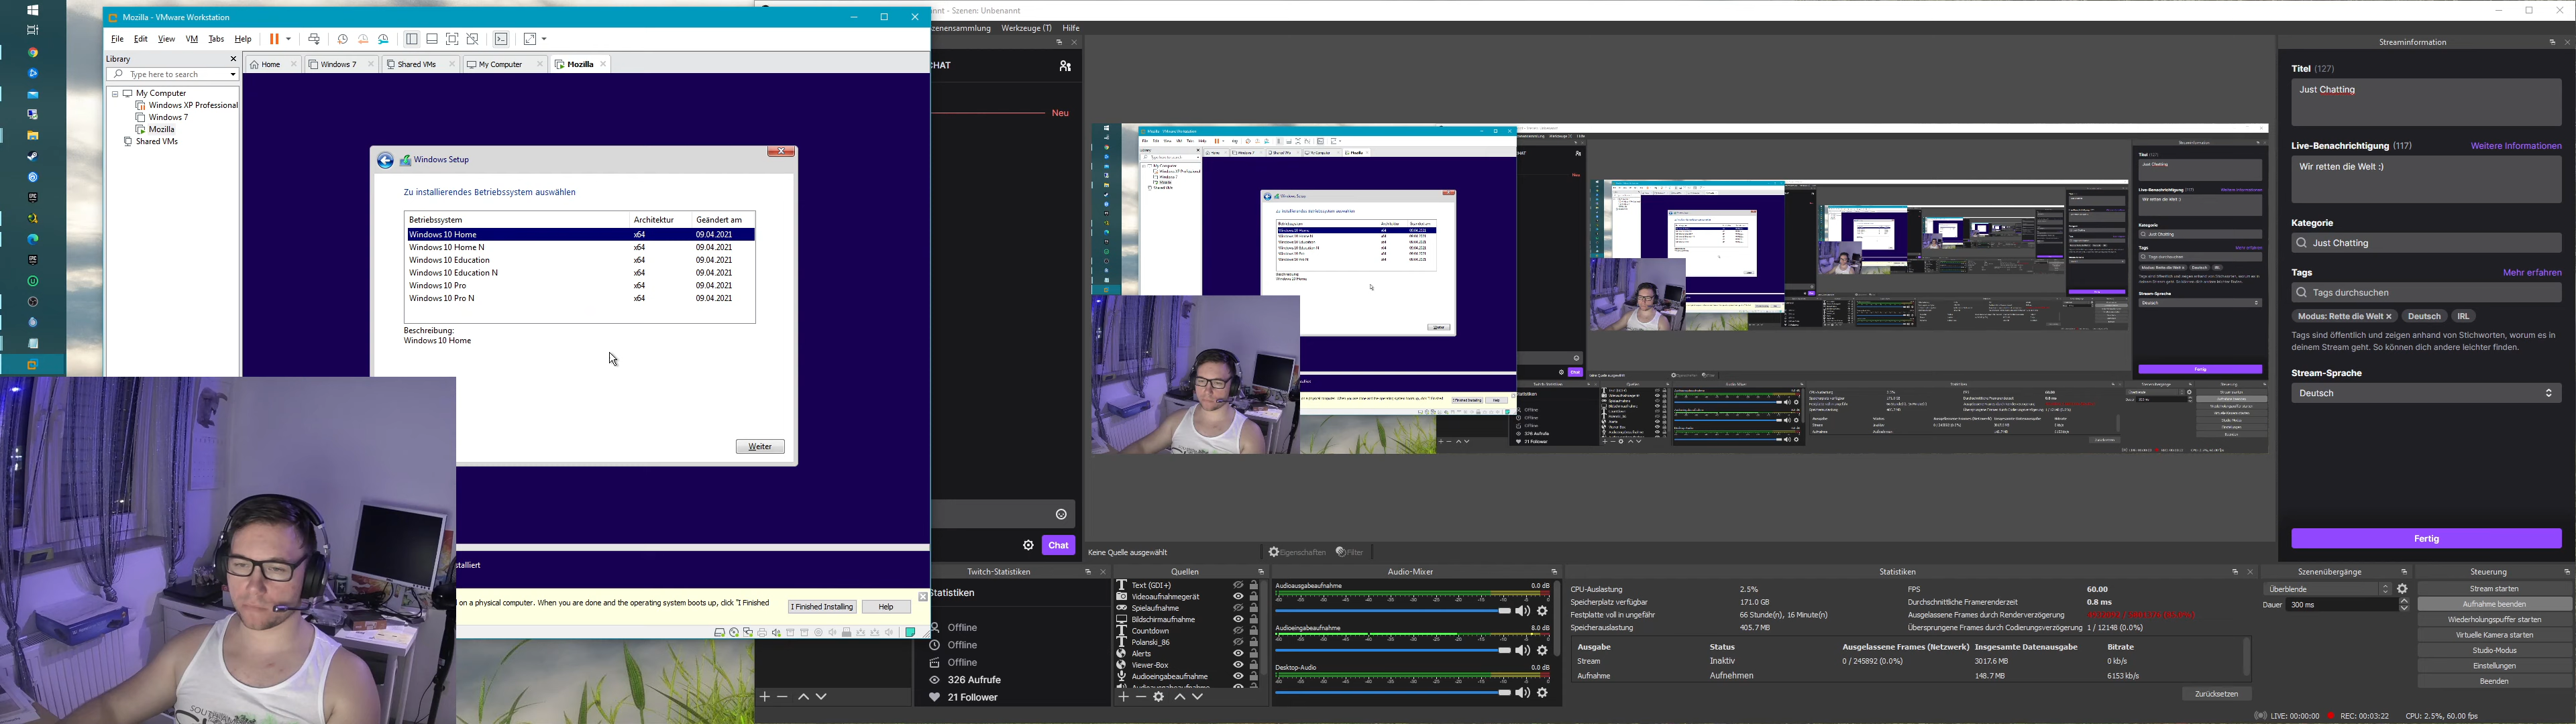 Mozilla - VMware Workstation
File Edit View VM Tabs Help
Library
Type here to search
My Computer
Windows XP Professional
Windows 7
Mozilla
Shared VMs
Home
Windows 7
Shared VMs
My Computer
Mozilla
Windows Setup
Zu installierendes Betriebssystem auswählen
Betriebssystem Architektur Geändert am
Windows 10 Home x64 09.04.2021
Windows 10 Home N x64 09.04.2021
Windows 10 Education x64 09.04.2021
Windows 10 Education N x64 09.04.2021
Windows 10 Pro x64 09.04.2021
Windows 10 Pro N x64 09.04.2021
Beschreibung:
Windows 10 Home
Weiter
stalliert
on a physical computer. When you are done and the operating system boots up, click "I Finished
I Finished Installing
Help
nnt - Szenen: Unbenannt
zenensammlung Werkzeuge (T) Hilfe
CHAT
Neu
Chat
Twitch-Statistiken
Statistiken
Offline
Offline
Offline
326 Aufrufe
21 Follower
Keine Quelle ausgewählt
Eigenschaften
Filter
Quellen
Text (GDI+)
Videoaufnahmegerät
Spielaufnahme
Bildschirmaufnahme
Countdown
Polanski_86
Alerts
Viewer-Box
Audioeingabeaufnahme
Audio-Mixer
Audioausgabeaufnahme 0.0 dB
Audioeingabeaufnahme 8.0 dB
Desktop-Audio 0.0 dB
Statistiken
CPU-Auslastung 2.5%
Speicherplatz verfügbar 171.0 GB
Festplatte voll in ungefähr 66 Stunde(n), 16 Minute(n)
Speicherauslastung 405.7 MB
FPS 60.00
Durchschnittliche Framerenderzeit 0.8 ms
Ausgelassene Frames durch Renderverzögerung
Übersprungene Frames durch Codierungsverzögerung 1 / 12148 (0.0%)
Ausgabe Status Ausgelassene Frames (Netzwerk) Insgesamte Datenausgabe Bitrate
Stream Inaktiv 0 / 245892 (0.0%) 3017.6 MB 0 kb/s
Aufnahme Aufnehmen 148.7 MB 6153 kb/s
Zurücksetzen
Szenenübergänge
Überblende
Dauer 300 ms
Steuerung
Stream starten
Aufnahme beenden
Wiederholungspuffer starten
Virtuelle Kamera starten
Studio-Modus
Einstellungen
Beenden
LIVE: 00:00:00 REC: 00:03:22 CPU: 2.5%, 60.00 fps
Streaminformation
Titel (127)
Just Chatting
Live-Benachrichtigung (117) Weitere Informationen
Wir retten die Welt :)
Kategorie
Just Chatting
Tags Mehr erfahren
Tags durchsuchen
Modus: Rette die Welt × Deutsch IRL
Tags sind öffentlich und zeigen anhand von Stichworten, worum es in
deinem Stream geht. So können dich andere leichter finden.
Stream-Sprache
Deutsch
Fertig